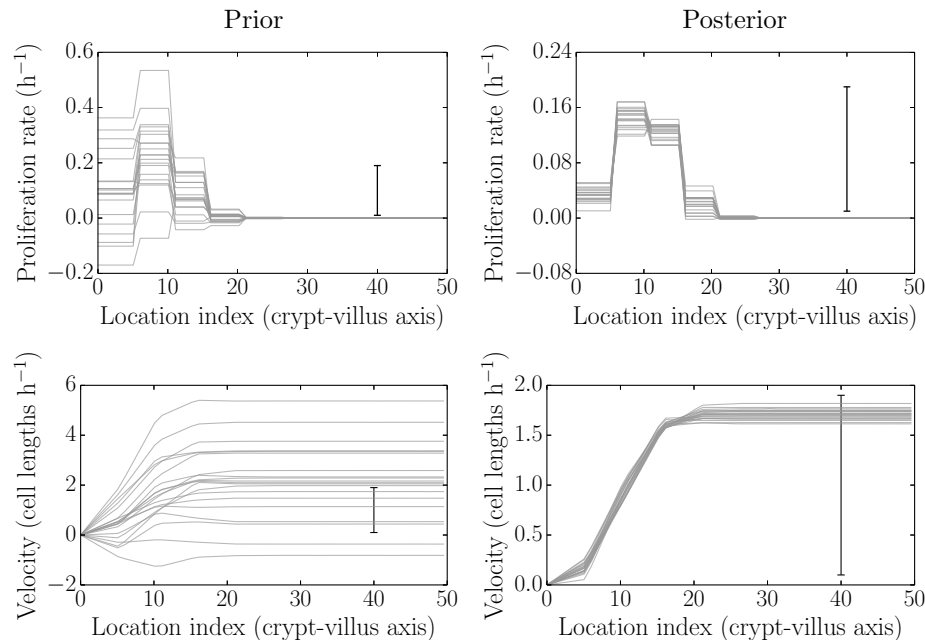 Prior
Posterior
Proliferation rate (h⁻¹)
0.6
0.4
0.2
0.0
−0.2
0 10 20 30 40 50
Location index (crypt-villus axis)
Proliferation rate (h⁻¹)
0.24
0.16
0.08
0.00
−0.08
0 10 20 30 40 50
Location index (crypt-villus axis)
Velocity (cell lengths h⁻¹)
6
4
2
0
−2
0 10 20 30 40 50
Location index (crypt-villus axis)
Velocity (cell lengths h⁻¹)
2.0
1.5
1.0
0.5
0.0
0 10 20 30 40 50
Location index (crypt-villus axis)